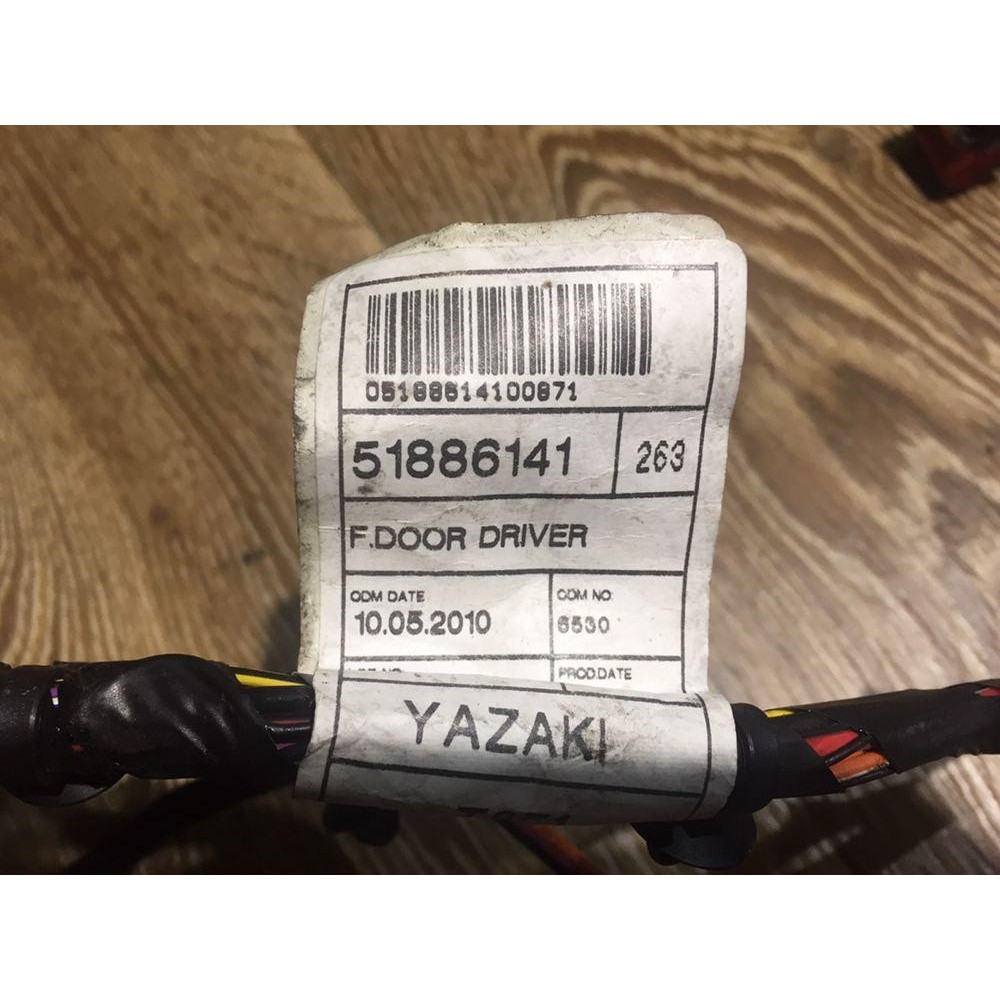 05188614100871
51886141 263
F.DOOR DRIVER
ODM DATE ODM NO:
10.05.2010 6530
PROD.DATE
YAZAKI